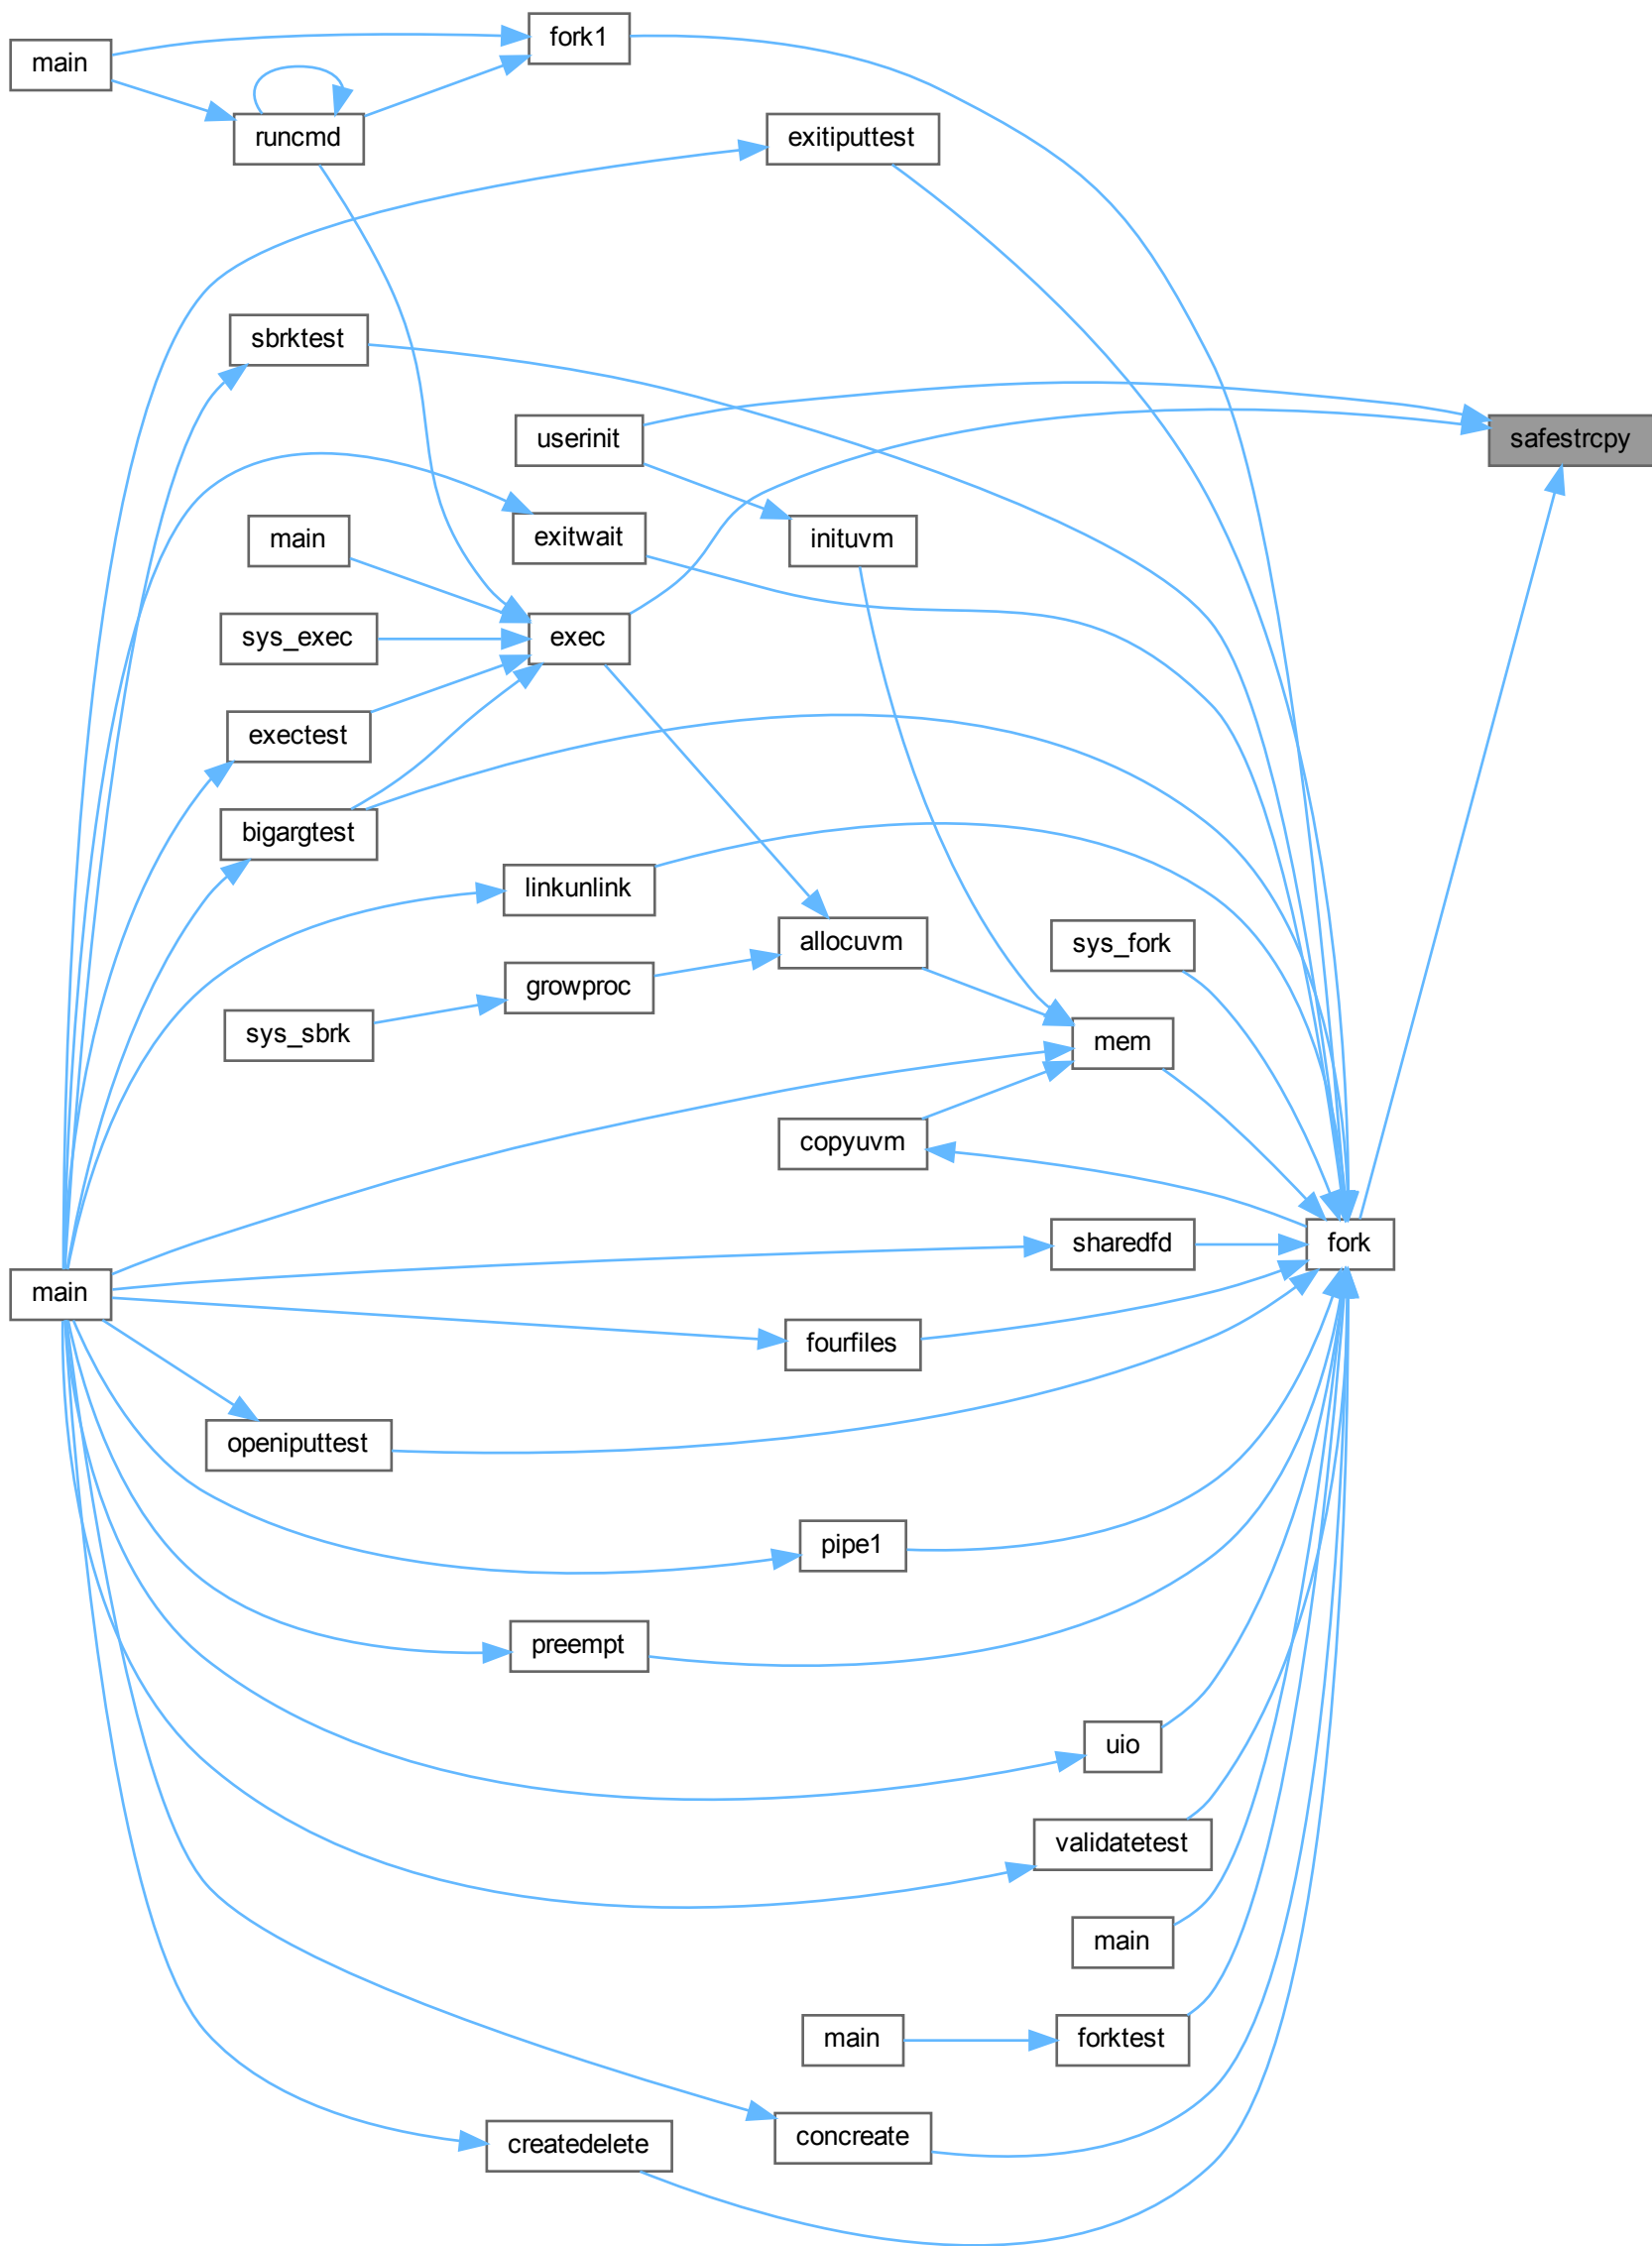 fork1
main
runcmd
exitiputtest
sbrktest
userinit
safestrcpy
main
exitwait
inituvm
sys_exec
exec
exectest
bigargtest
linkunlink
allocuvm
sys_fork
growproc
sys_sbrk
mem
copyuvm
sharedfd
fork
main
fourfiles
openiputtest
pipe1
preempt
uio
validatetest
main
main
forktest
concreate
createdelete